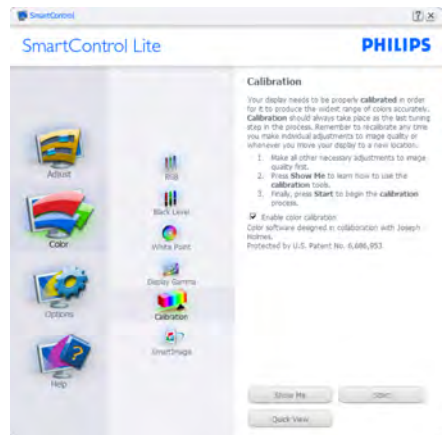 SmartControl
SmartControl Lite
PHILIPS
Adjust
Color
Options
Help
RGB
Black Level
White Point
Display Gamma
Calibration
SmartImage
Calibration
Your display needs to be properly calibrated in order
for it to produce the widest range of colors accurately.
Calibration should always take place as the last tuning
step in the process. Remember to recalibrate any time
you make individual adjustments to image quality or
whenever you move your display to a new location.
1. Make all other necessary adjustments to image
quality first.
2. Press Show Me to learn how to use the
calibration tools.
3. Finally, press Start to begin the calibration
process.
Enable color calibration
Color software designed in collaboration with Joseph
Holmes.
Protected by U.S. Patent No. 6,686,953
Show Me
Start
Quick View